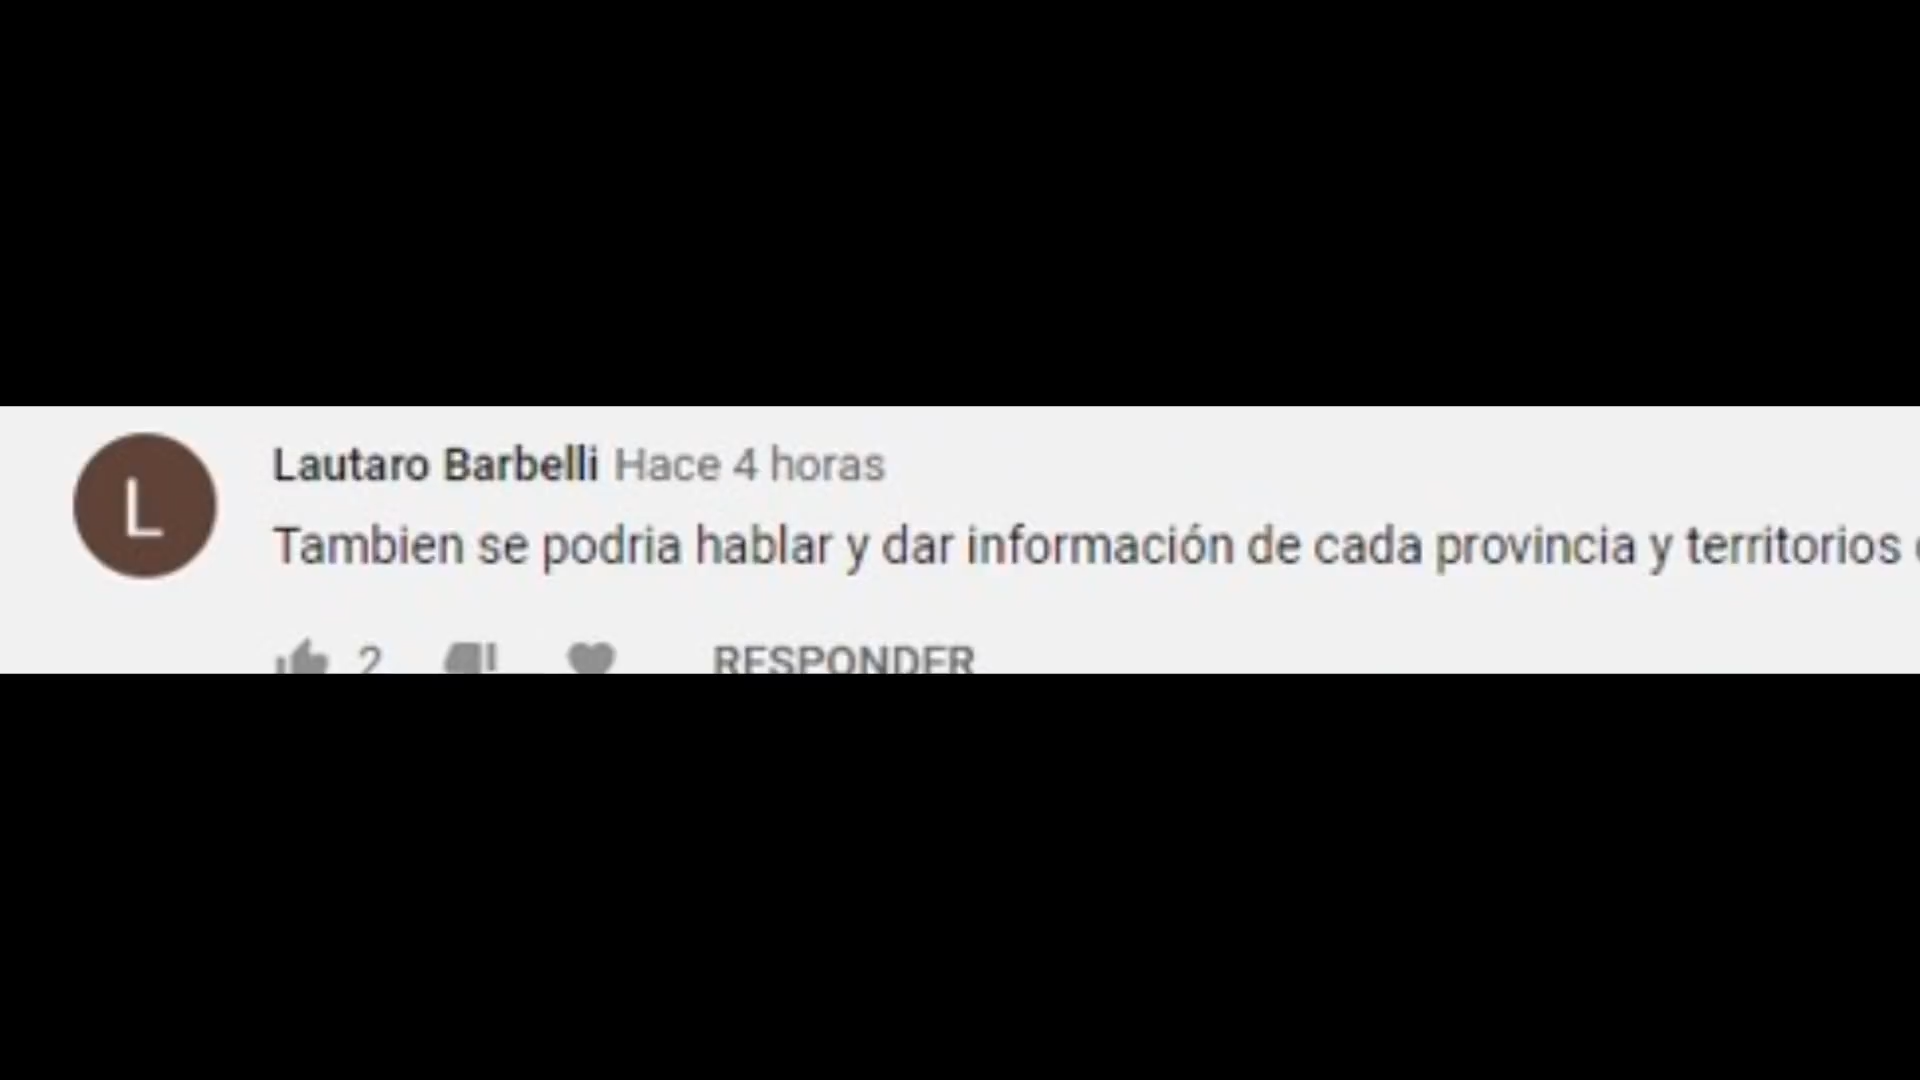 L
Lautaro Barbelli Hace 4 horas
Tambien se podria hablar y dar información de cada provincia y territorios
2 RESPONDER